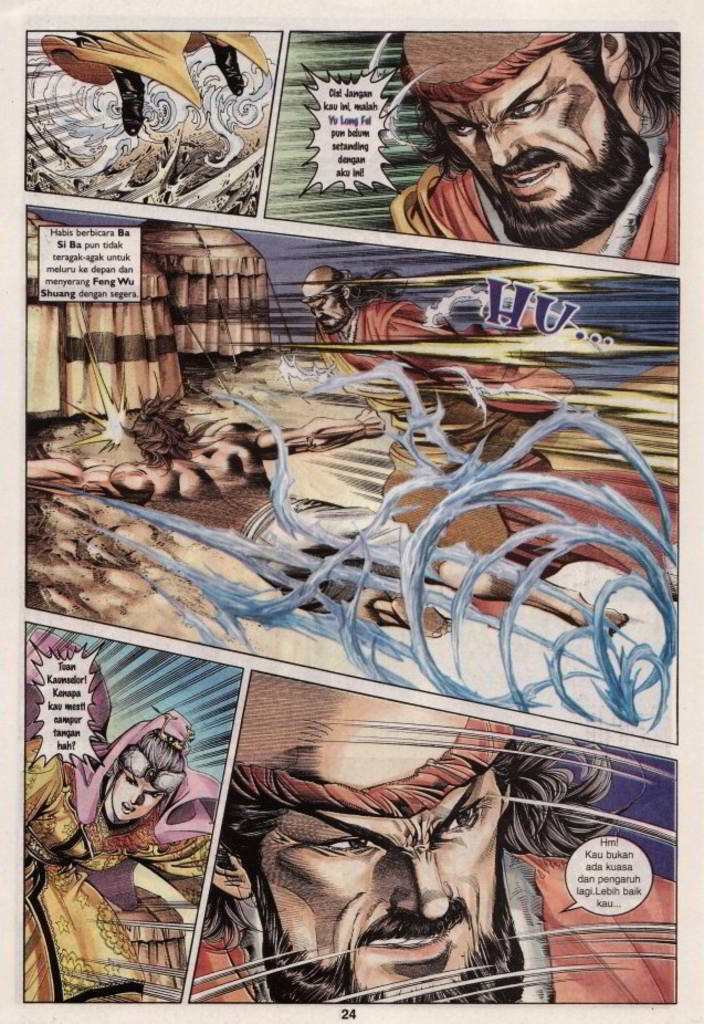 Cis! Jangan
kau ini, malah
Yu Long Fei
pun belum
setanding
dengan
aku ini!
Habis berbicara Ba
Si Ba pun tidak
teragak-agak untuk
meluru ke depan dan
menyerang Feng Wu
Shuang dengan segera.
HU...
Tuan
Kaunselor!
Kenapa
kau mesti
campur
tangan
hah?
Hm!
Kau bukan
ada kuasa
dan pengaruh
lagi.Lebih baik
kau...
24